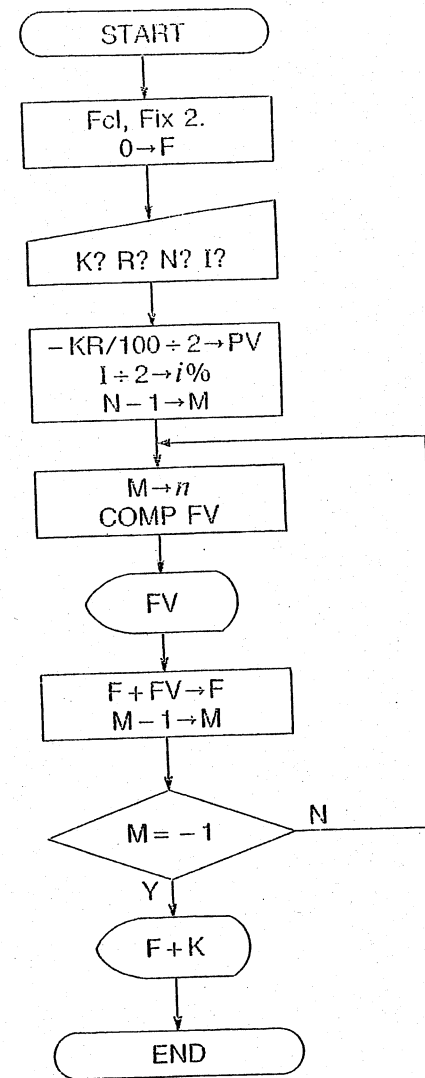 START
Fcl, Fix 2.
0→F
K? R? N? I?
−KR/100÷2→PV
I÷2→i%
N−1→M
M→n
COMP FV
FV
F+FV→F
M−1→M
M=−1
N
Y
F+K
END